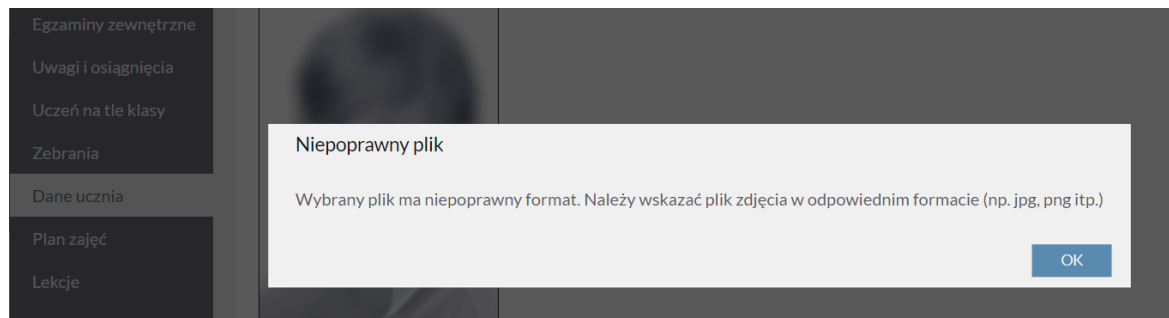 Egzaminy zewnętrzne
Uwagi i osiągnięcia
Uczeń na tle klasy
Zebrania
Dane ucznia
Plan zajęć
Lekcje
Niepoprawny plik
Wybrany plik ma niepoprawny format. Należy wskazać plik zdjęcia w odpowiednim formacie (np. jpg, png itp.)
OK